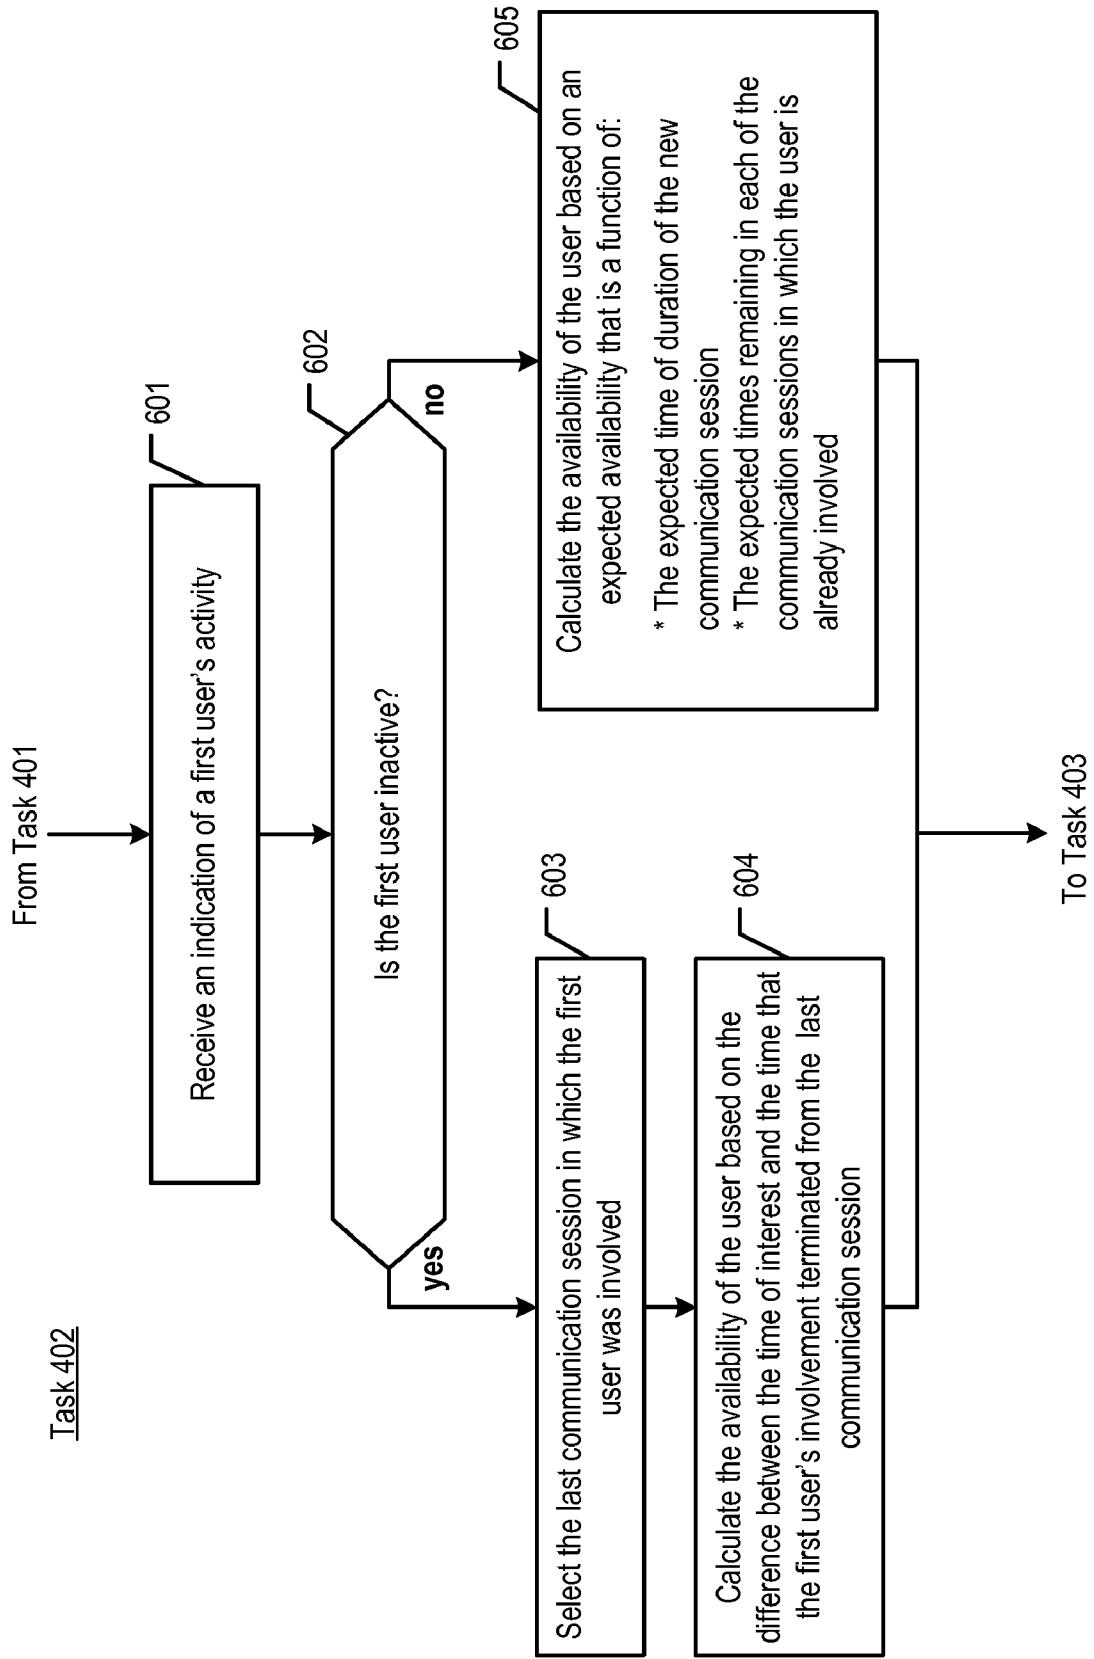 Task 402
From Task 401
601
Receive an indication of a first user's activity
602
Is the first user inactive?
yes
no
603
Select the last communication session in which the first
user was involved
604
Calculate the availability of the user based on the
difference between the time of interest and the time that
the first user's involvement terminated from the last
communication session
605
Calculate the availability of the user based on an
expected availability that is a function of:
* The expected time of duration of the new
communication session
* The expected times remaining in each of the
communication sessions in which the user is
already involved
To Task 403